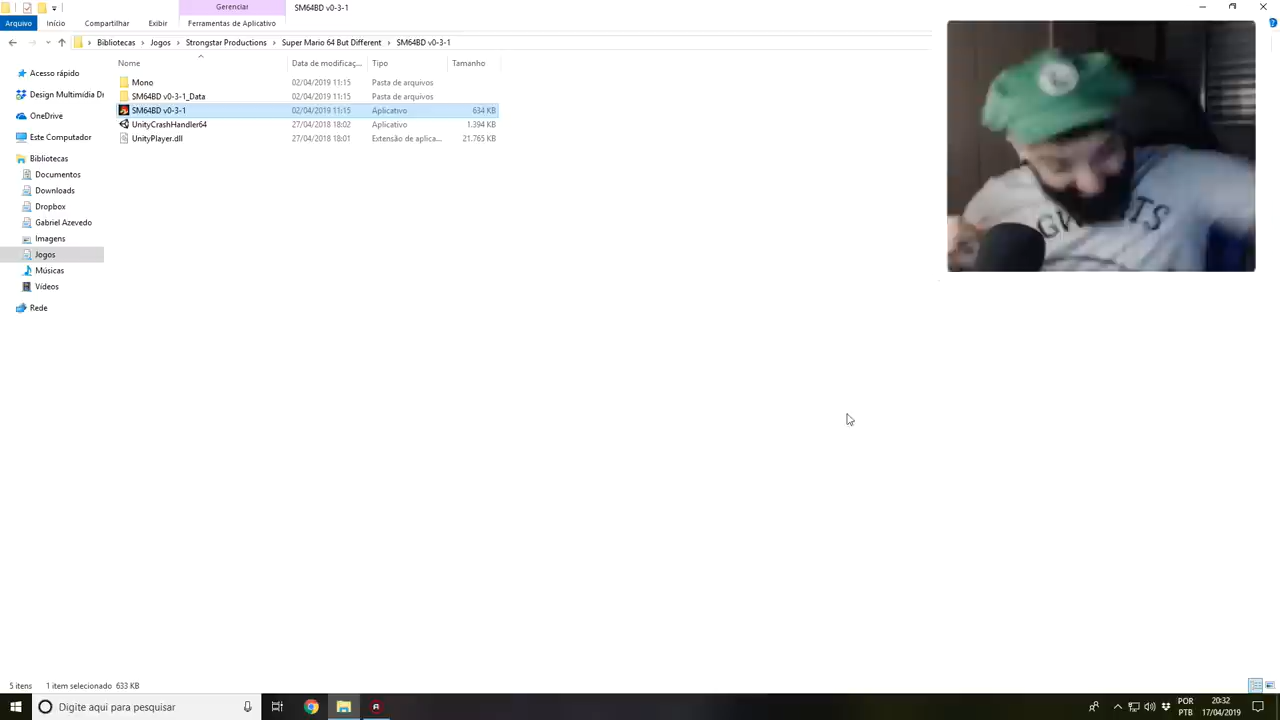 Gerenciar
SM64BD v0-3-1
Arquivo
Início
Compartilhar
Exibir
Ferramentas de Aplicativo
Bibliotecas
Jogos
Strongstar Productions
Super Mario 64 But Different
SM64BD v0-3-1
Nome
Data de modificaç...
Tipo
Tamanho
Mono
02/04/2019 11:15
Pasta de arquivos
SM64BD v0-3-1_Data
02/04/2019 11:15
Pasta de arquivos
SM64BD v0-3-1
02/04/2019 11:15
Aplicativo
634 KB
UnityCrashHandler64
27/04/2018 18:02
Aplicativo
1.394 KB
UnityPlayer.dll
27/04/2018 18:01
Extensão de aplica...
21.765 KB
Acesso rápido
Design Multimídia Dr
OneDrive
Este Computador
Bibliotecas
Documentos
Downloads
Dropbox
Gabriel Azevedo
Imagens
Jogos
Músicas
Vídeos
Rede
5 itens
1 item selecionado 633 KB
Digite aqui para pesquisar
POR
PTB
20:32
17/04/2019